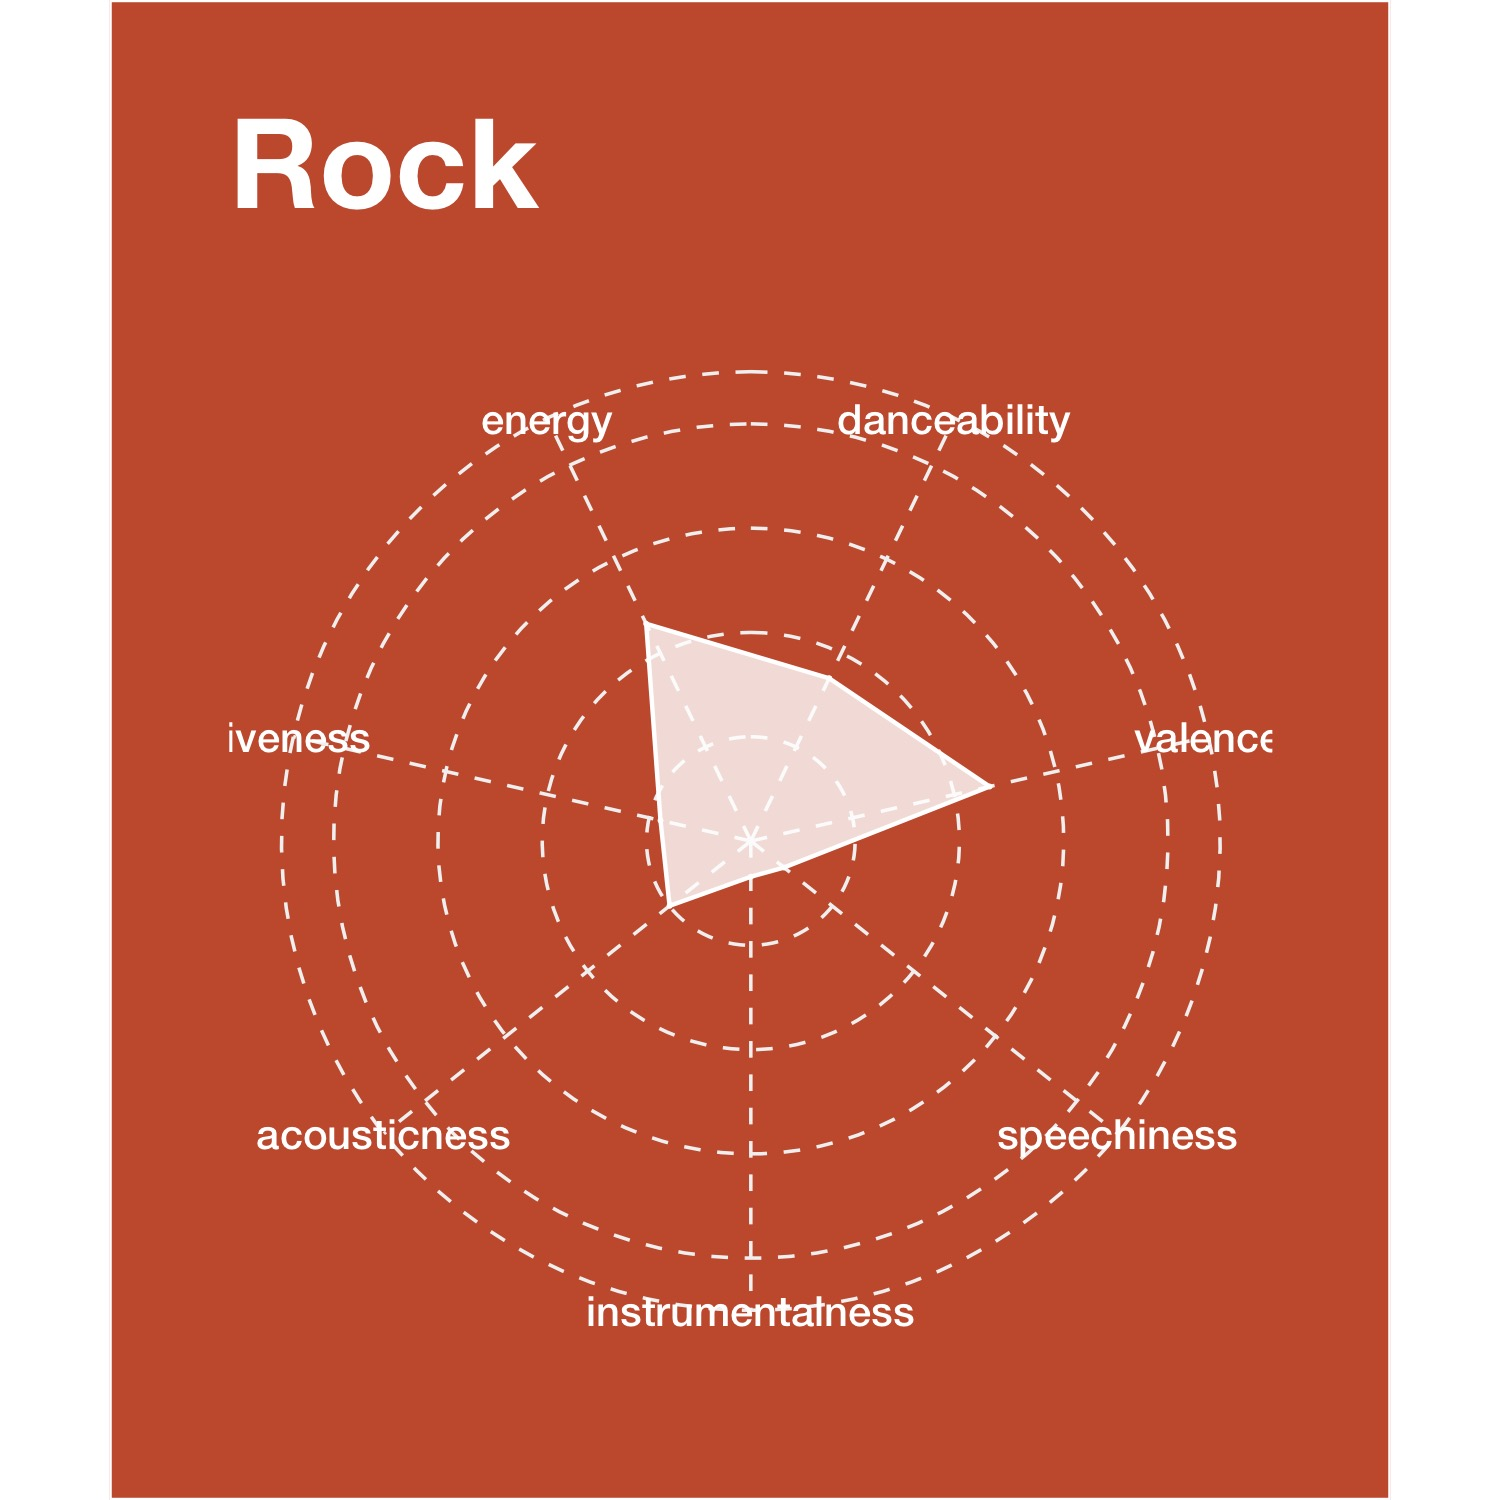 Rock
energy
danceability
iveness
valence
acousticness
speechiness
instrumentalness